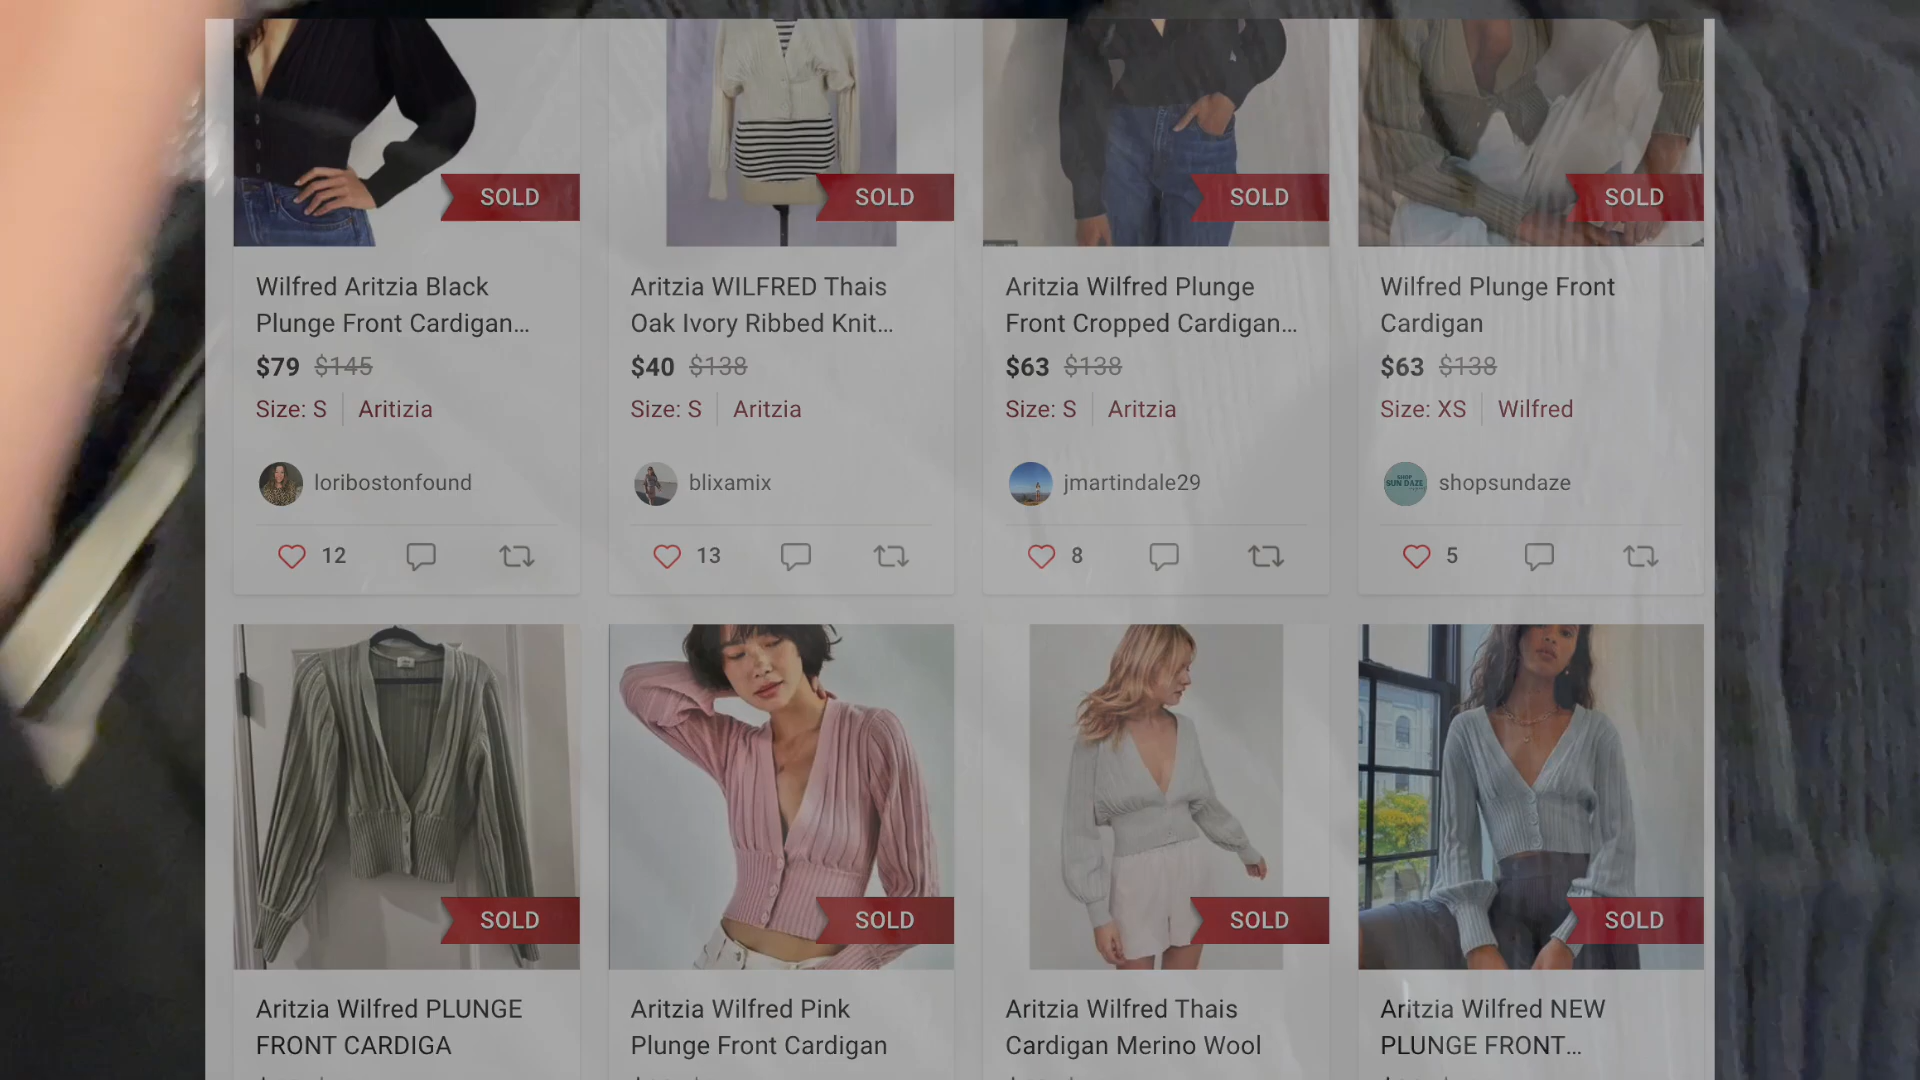 SOLD SOLD SOLD SOLD
Wilfred Aritzia Black
Plunge Front Cardigan...
$79 $145
Size: S Aritizia
loribostonfound
12
Aritzia WILFRED Thais
Oak Ivory Ribbed Knit...
$40 $138
Size: S Aritzia
blixamix
13
Aritzia Wilfred Plunge
Front Cropped Cardigan...
$63 $138
Size: S Aritzia
jmartindale29
8
Wilfred Plunge Front
Cardigan
$63 $138
Size: XS Wilfred
SHOP
SUN DAZE
shopsundaze
5
SOLD SOLD SOLD SOLD
Aritzia Wilfred PLUNGE
FRONT CARDIGA
Aritzia Wilfred Pink
Plunge Front Cardigan
Aritzia Wilfred Thais
Cardigan Merino Wool
Aritzia Wilfred NEW
PLUNGE FRONT...